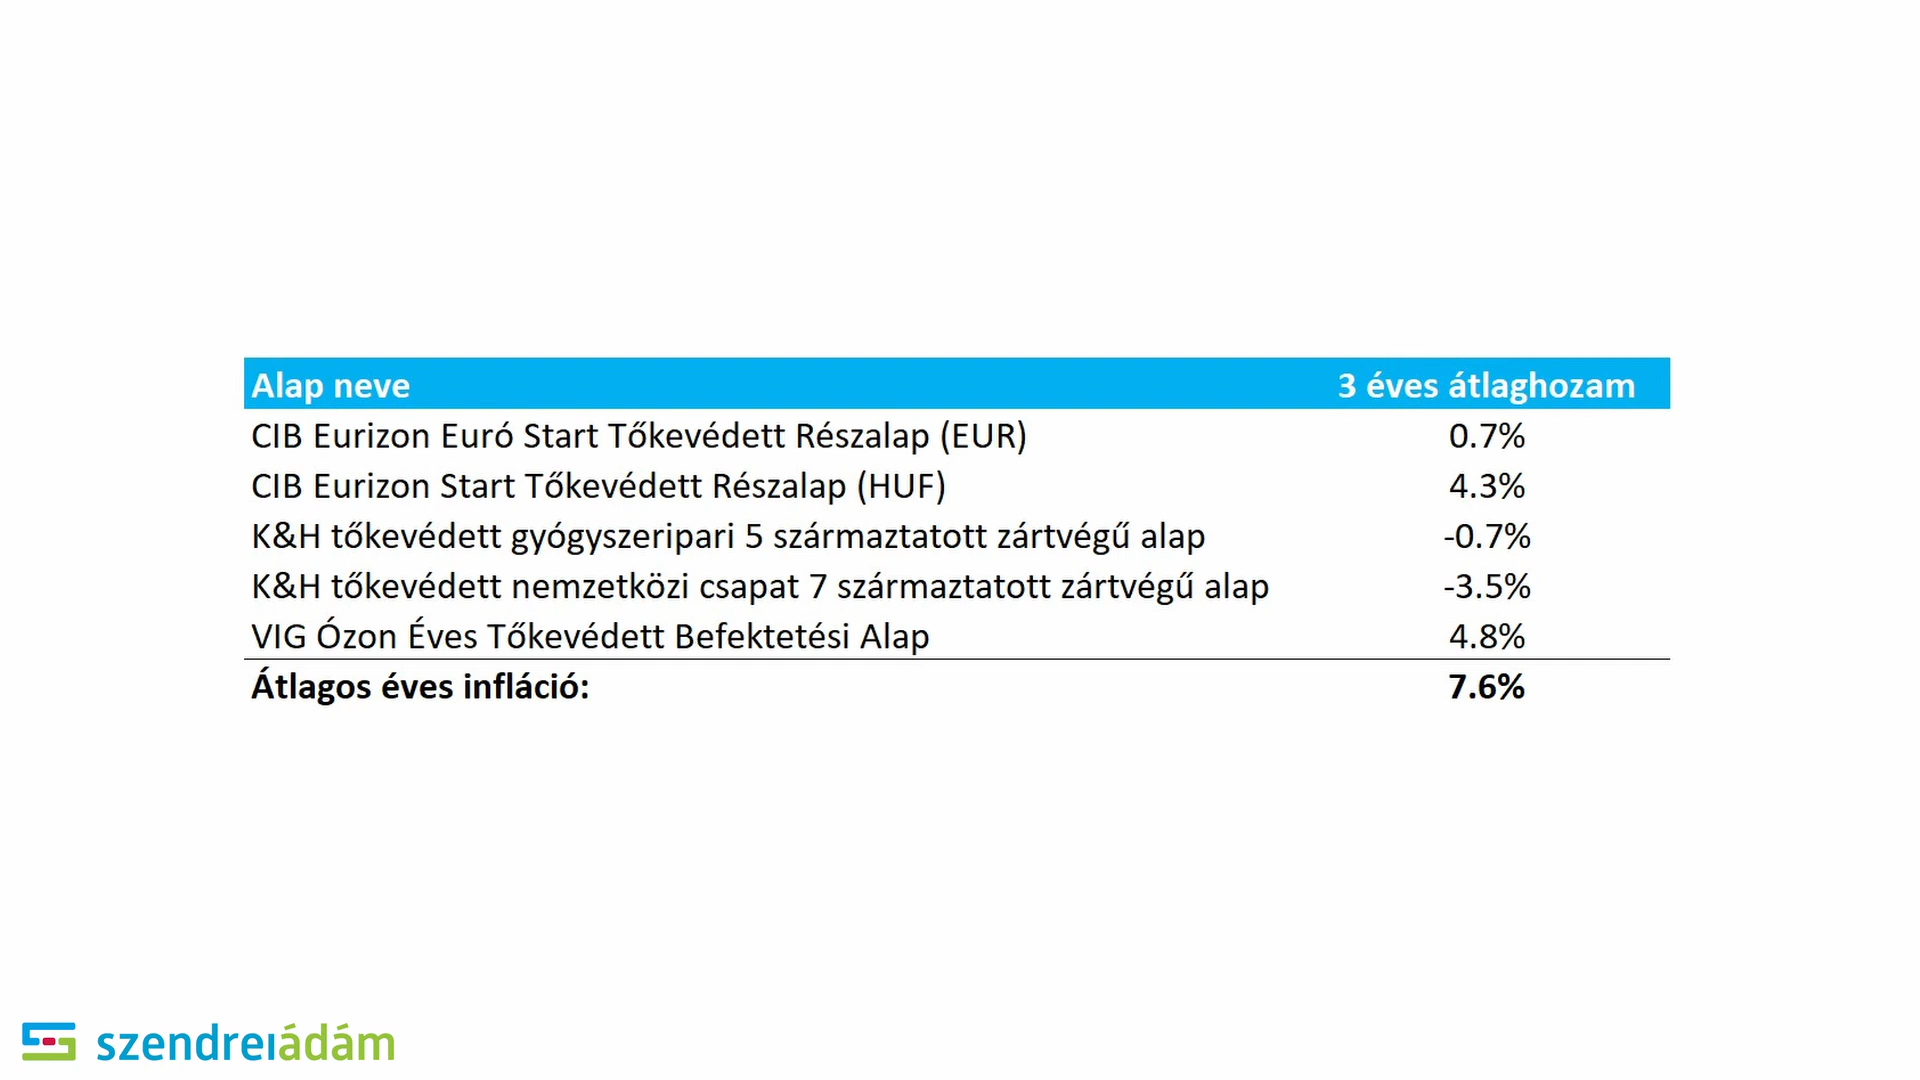 Alap neve 3 éves átlaghozam
CIB Eurizon Euró Start Tőkevédett Részalap (EUR) 0.7%
CIB Eurizon Start Tőkevédett Részalap (HUF) 4.3%
K&H tőkevédett gyógyszeripari 5 származtatott zártvégű alap -0.7%
K&H tőkevédett nemzetközi csapat 7 származtatott zártvégű alap -3.5%
VIG Ózon Éves Tőkevédett Befektetési Alap 4.8%
Átlagos éves infláció: 7.6%
szendreiádám